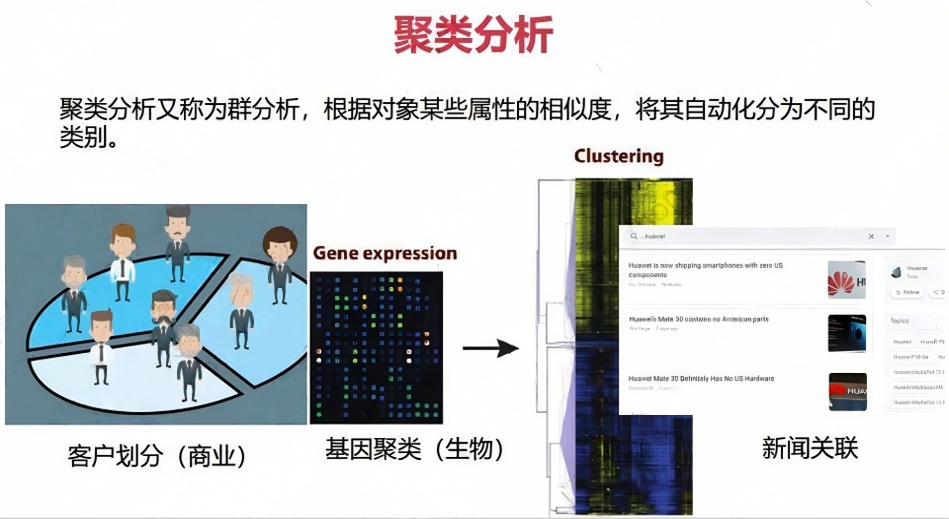 聚类分析
聚类分析又称为群分析，根据对象某些属性的相似度，将其自动化分为不同的
类别。
Clustering
Gene expression
Huawei is now shipping smartphones with zero US
components
Huawei's Mate 30 contains no American parts
Huawei Mate 30 Definitely Has No US Hardware
Huawei
Follow
Topics
客户划分（商业）
基因聚类（生物）
新闻关联